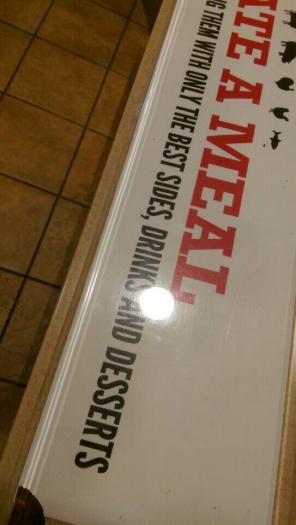 ATE A MEAL
G THEM WITH ONLY THE BEST SIDES, DRINKS AND DESSERTS